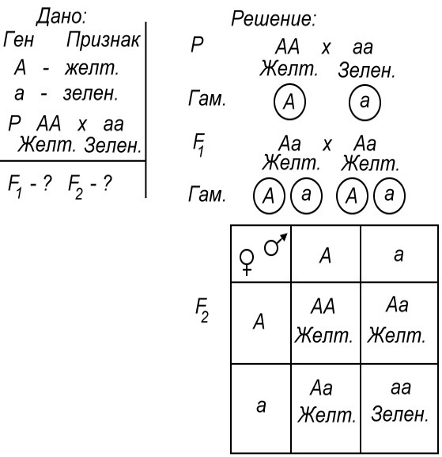 Дано:
Ген Признак
А - желт.
а - зелен.
Р АА х аа
Желт. Зелен.
F1 - ? F2 - ?
Решение:
Р АА х аа
Желт. Зелен.
Гам. А а
F1 Аа х Аа
Желт. Желт.
Гам. А а А а
♀ ♂ А а
F2
А АА Аа
Желт. Желт.
а Аа аа
Желт. Зелен.